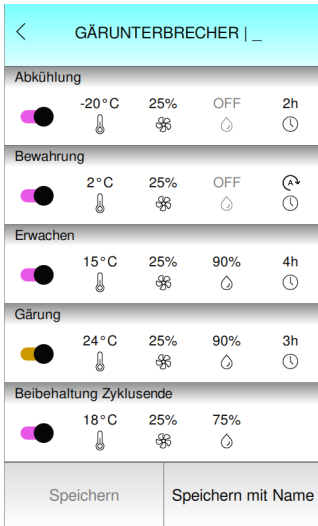 GÄRUNTERBRECHER | _
Abkühlung
-20°C 25% OFF 2h
Bewahrung
2°C 25% OFF A
Erwachen
15°C 25% 90% 4h
Gärung
24°C 25% 90% 3h
Beibehaltung Zyklusende
18°C 25% 75%
Speichern Speichern mit Name